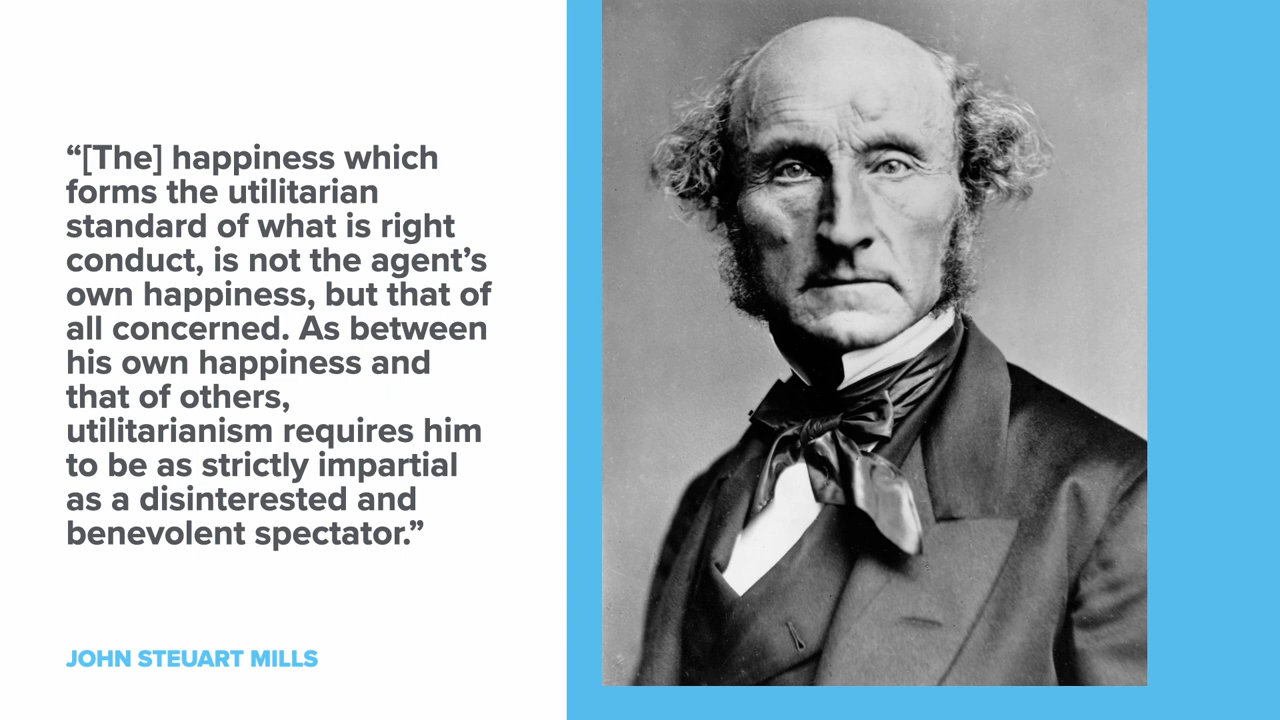 “[The] happiness which
forms the utilitarian
standard of what is right
conduct, is not the agent’s
own happiness, but that of
all concerned. As between
his own happiness and
that of others,
utilitarianism requires him
to be as strictly impartial
as a disinterested and
benevolent spectator.”
JOHN STEUART MILLS